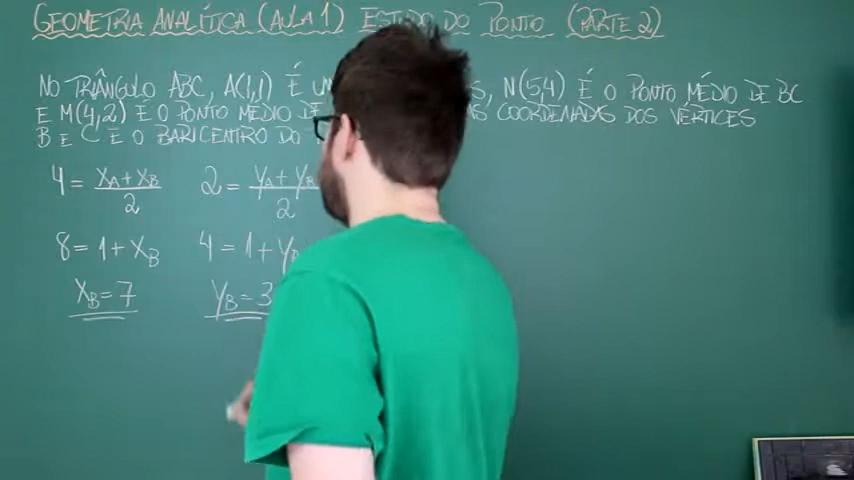 GEOMETRIA ANALÍTICA (AULA 1) ESTUDO DO PONTO (PARTE 2)
NO TRIÂNGULO ABC, A(1,1) É N(5,4) É O PONTO MÉDIO DE BC
E M(4,2) É O PONTO MÉDIO DE COORDENADAS DOS VÉRTICES
B E C E O BARICENTRO DO
4 = XA + XB / 2 2 = YA + YB / 2
8 = 1 + XB 4 = 1 + YB
XB = 7 YB = 3